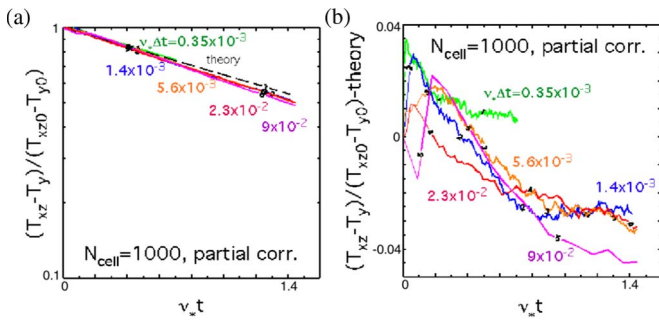 (a)
1
ν*Δt=0.35x10⁻³
theory
1.4x10⁻³
5.6x10⁻³
2.3x10⁻²
9x10⁻²
(Txz-Ty)/(Txz0-Ty0)
Ncell=1000, partial corr.
0.1
0
1.4
ν*t
(b)
0.04
Ncell=1000, partial corr.
ν*Δt=0.35x10⁻³
0
5.6x10⁻³
1.4x10⁻³
2.3x10⁻²
9x10⁻²
(Txz-Ty)/(Txz0-Ty0)-theory
-0.04
0
1.4
ν*t